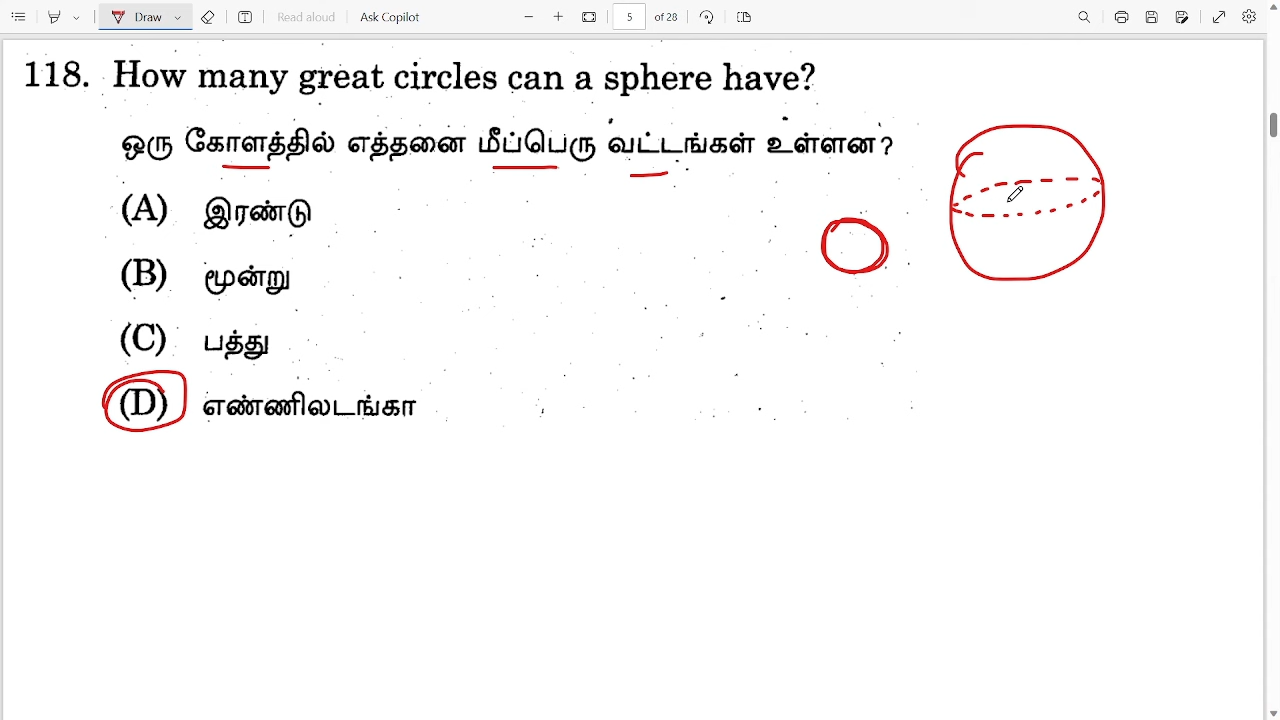 Draw Read aloud Ask Copilot 5 of 28
118. How many great circles can a sphere have?
ஒரு கோளத்தில் எத்தனை மீப்பெரு வட்டங்கள் உள்ளன?
(A) இரண்டு
(B) மூன்று
(C) பத்து
(D) எண்ணிலடங்கா